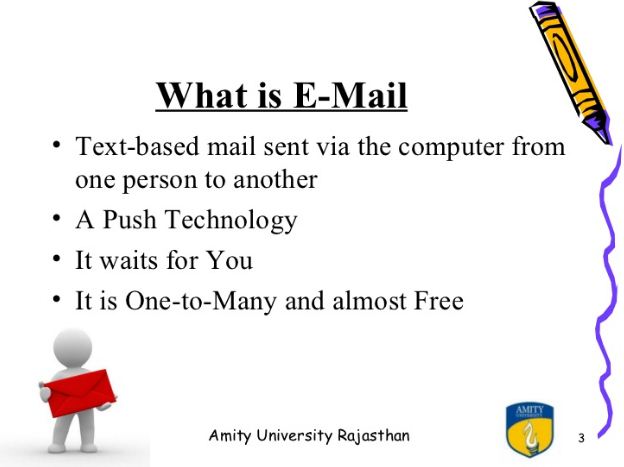 What is E-Mail
• Text-based mail sent via the computer from
one person to another
• A Push Technology
• It waits for You
• It is One-to-Many and almost Free
Amity University Rajasthan
AMITY
UNIVERSITY
3